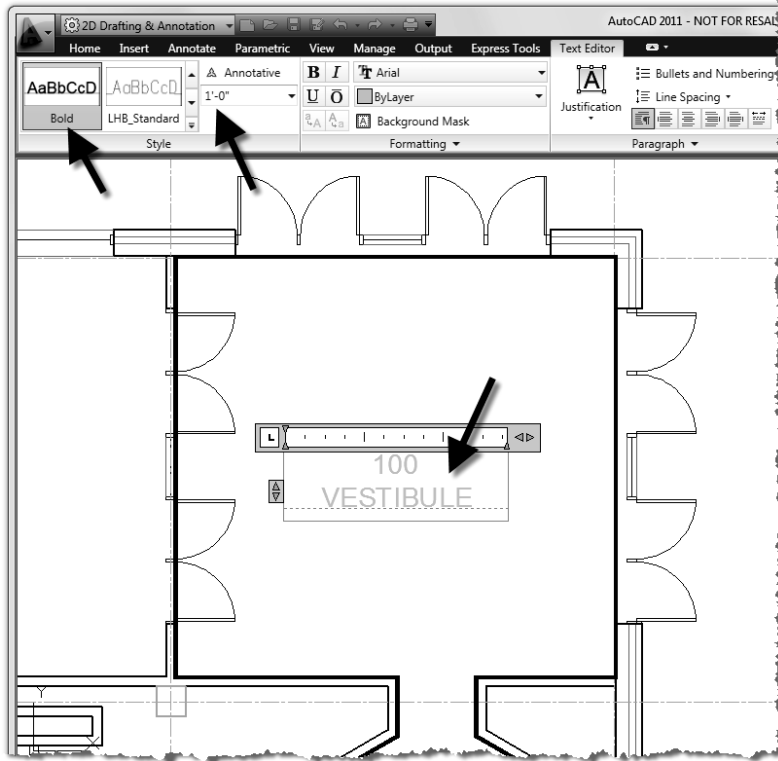 2D Drafting & Annotation
AutoCAD 2011 - NOT FOR RESAL
Home Insert Annotate Parametric View Manage Output Express Tools Text Editor
AaBbCcD AaBbCcD Annotative B I Arial A Bullets and Numbering
1'-0" U O ByLayer Line Spacing
Bold LHB_Standard Background Mask Justification
Style Formatting Paragraph
L
100
VESTIBULE
Y
X